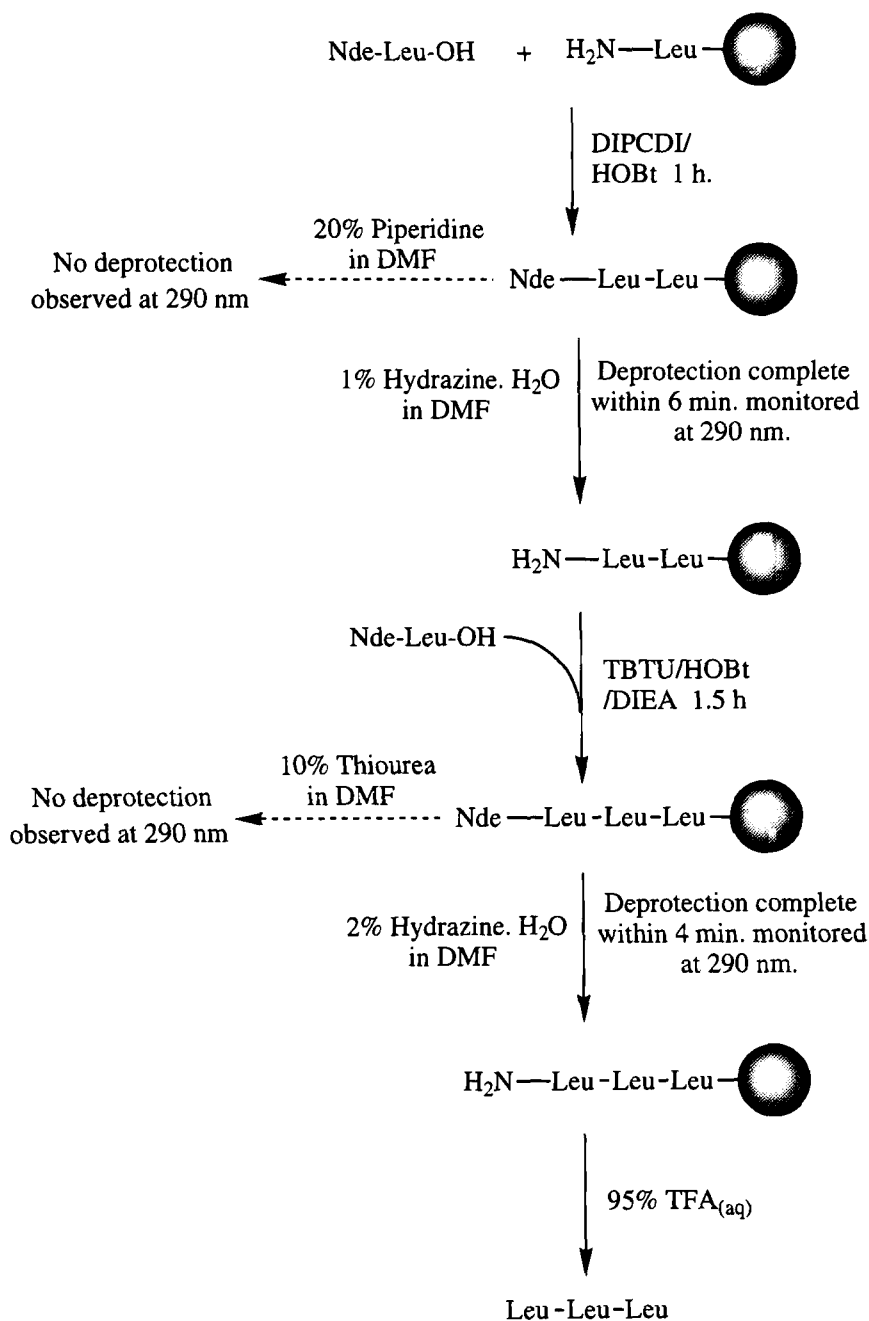 Nde-Leu-OH + H₂N—Leu
DIPCDI/
HOBt 1 h.
20% Piperidine
in DMF
No deprotection
observed at 290 nm
Nde—Leu-Leu
1% Hydrazine. H₂O
in DMF
Deprotection complete
within 6 min. monitored
at 290 nm.
H₂N—Leu-Leu
Nde-Leu-OH
TBTU/HOBt
/DIEA 1.5 h
10% Thiourea
in DMF
No deprotection
observed at 290 nm
Nde—Leu-Leu-Leu
2% Hydrazine. H₂O
in DMF
Deprotection complete
within 4 min. monitored
at 290 nm.
H₂N—Leu-Leu-Leu
95% TFA(aq)
Leu-Leu-Leu